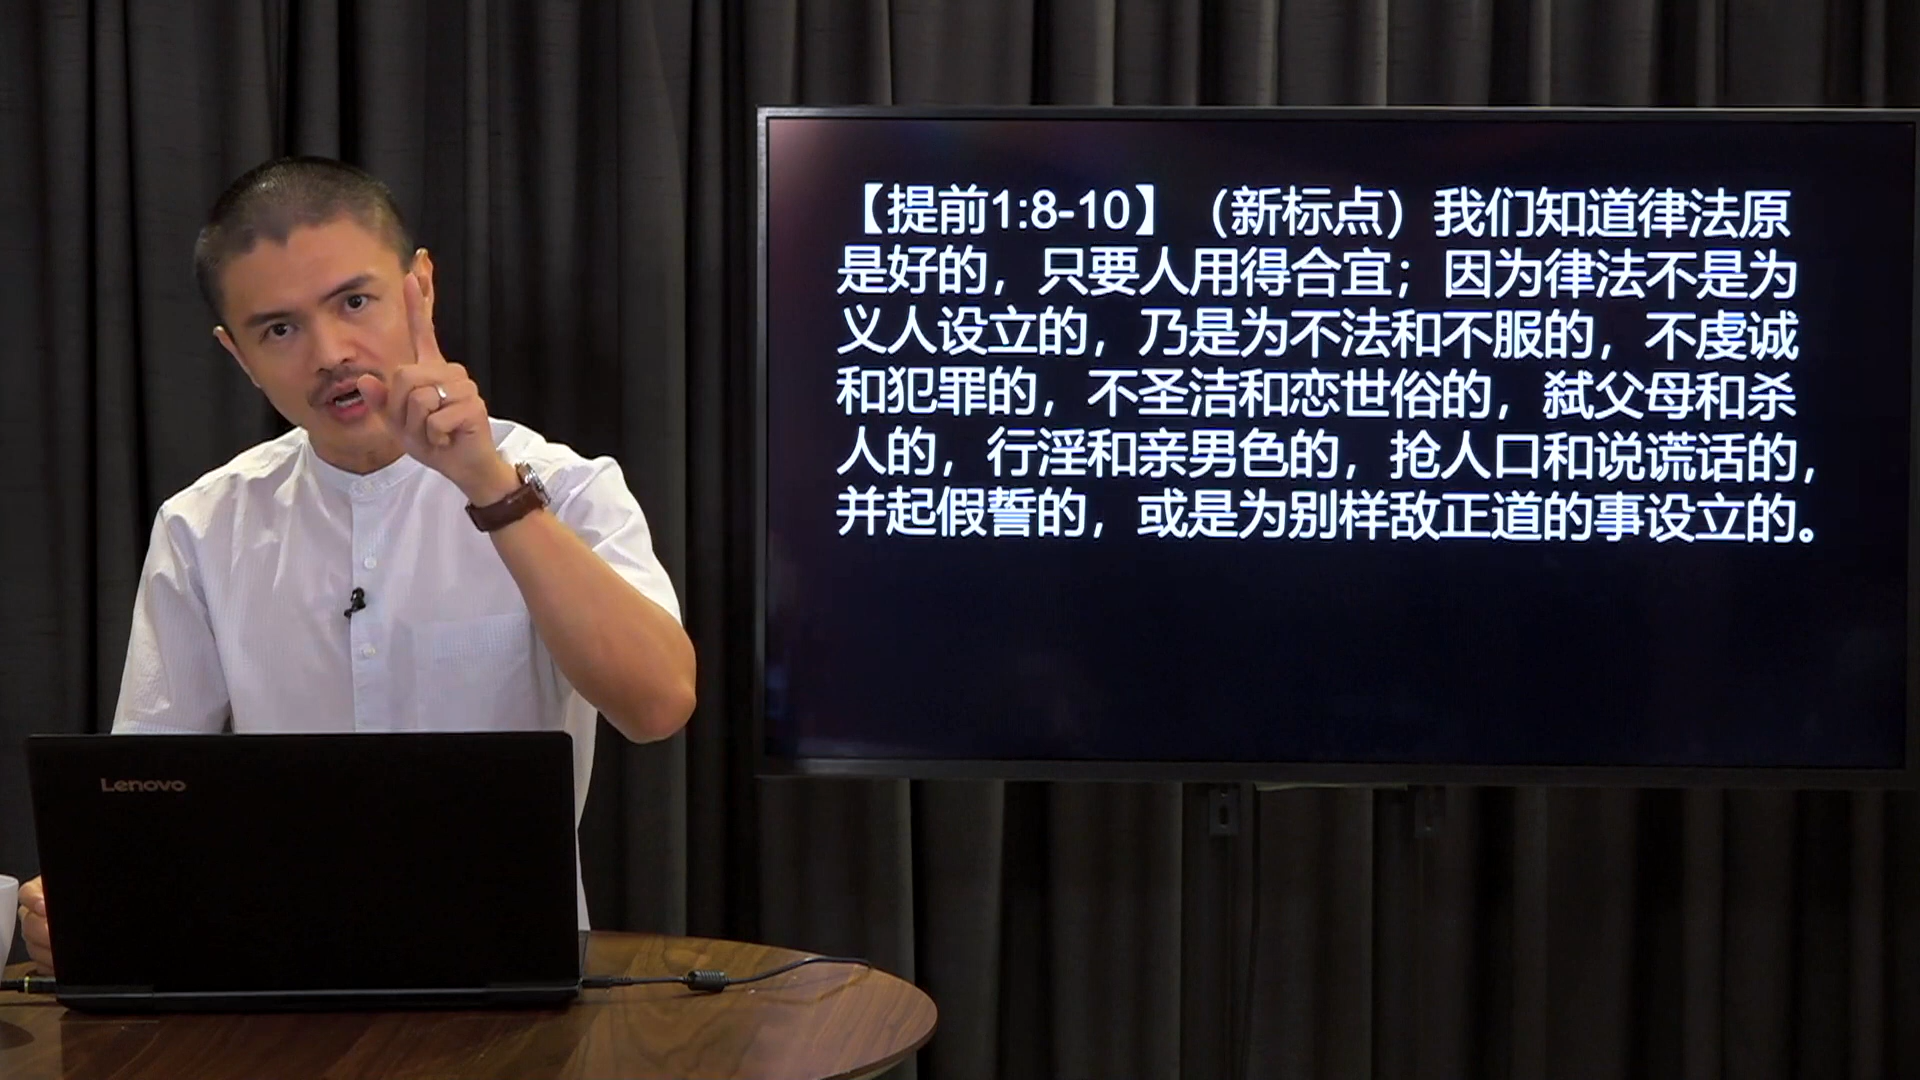 【提前1:8-10】（新标点）我们知道律法原
是好的，只要人用得合宜；因为律法不是为
义人设立的，乃是为不法和不服的，不虔诚
和犯罪的，不圣洁和恋世俗的，弑父母和杀
人的，行淫和亲男色的，抢人口和说谎话的，
并起假誓的，或是为别样敌正道的事设立的。
Lenovo